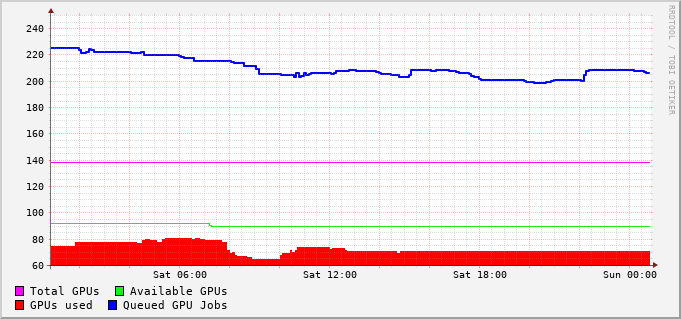 240
220
200
180
160
140
120
100
80
60
Sat 06:00 Sat 12:00 Sat 18:00 Sun 00:00
Total GPUs Available GPUs
GPUs used Queued GPU Jobs
RRDTOOL / TOBI OETIKER